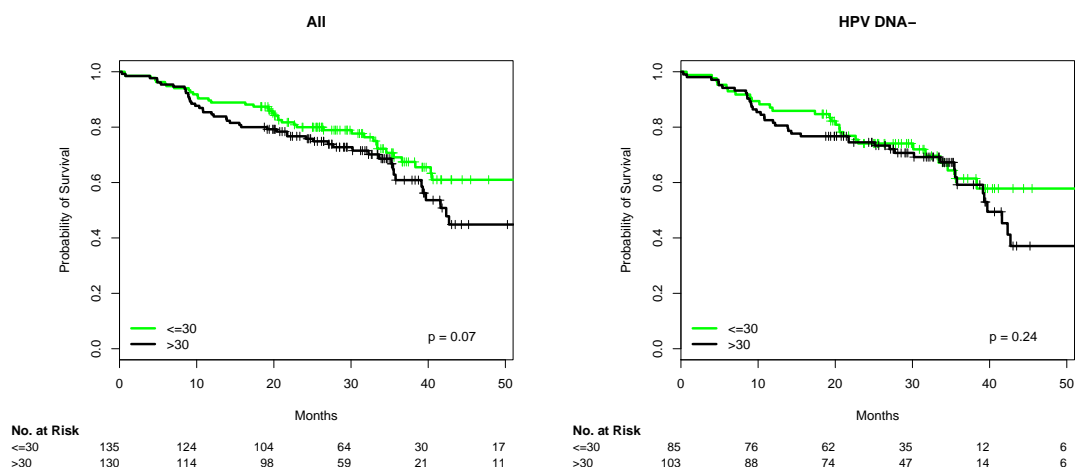 All
Probability of Survival
1.0
0.8
0.6
0.4
0.2
0.0
<=30
>30
p = 0.07
0 10 20 30 40 50
Months
No. at Risk
<=30 135 124 104 64 30 17
>30 130 114 98 59 21 11
HPV DNA−
Probability of Survival
1.0
0.8
0.6
0.4
0.2
0.0
<=30
>30
p = 0.24
0 10 20 30 40 50
Months
No. at Risk
<=30 85 76 62 35 12 6
>30 103 88 74 47 14 6